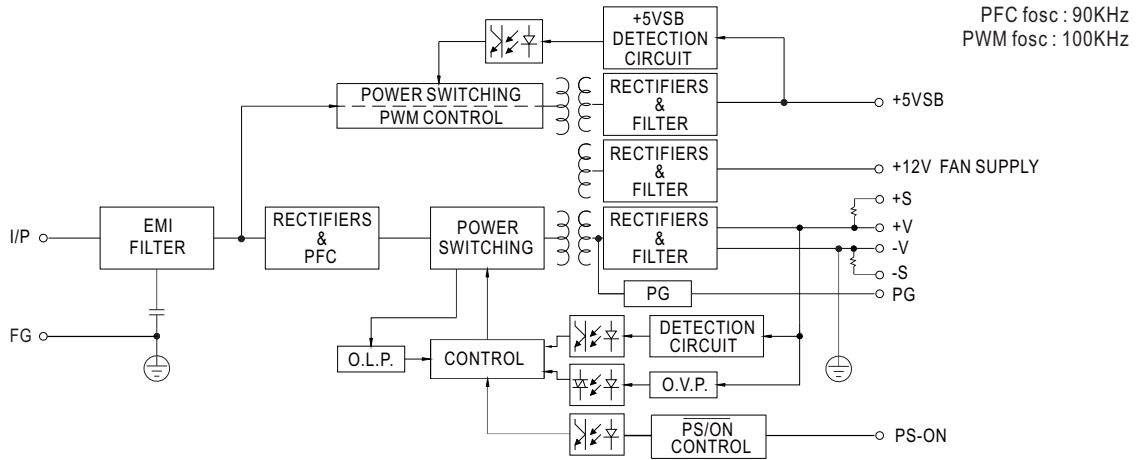 PFC fosc : 90KHz
PWM fosc : 100KHz
+5VSB
DETECTION
CIRCUIT
POWER SWITCHING
PWM CONTROL
RECTIFIERS
&
FILTER
+5VSB
RECTIFIERS
&
FILTER
+12V FAN SUPPLY
+S
I/P
EMI
FILTER
RECTIFIERS
&
PFC
POWER
SWITCHING
RECTIFIERS
&
FILTER
+V
-V
-S
PG
PG
FG
O.L.P.
CONTROL
DETECTION
CIRCUIT
O.V.P.
PS/ON
CONTROL
PS-ON